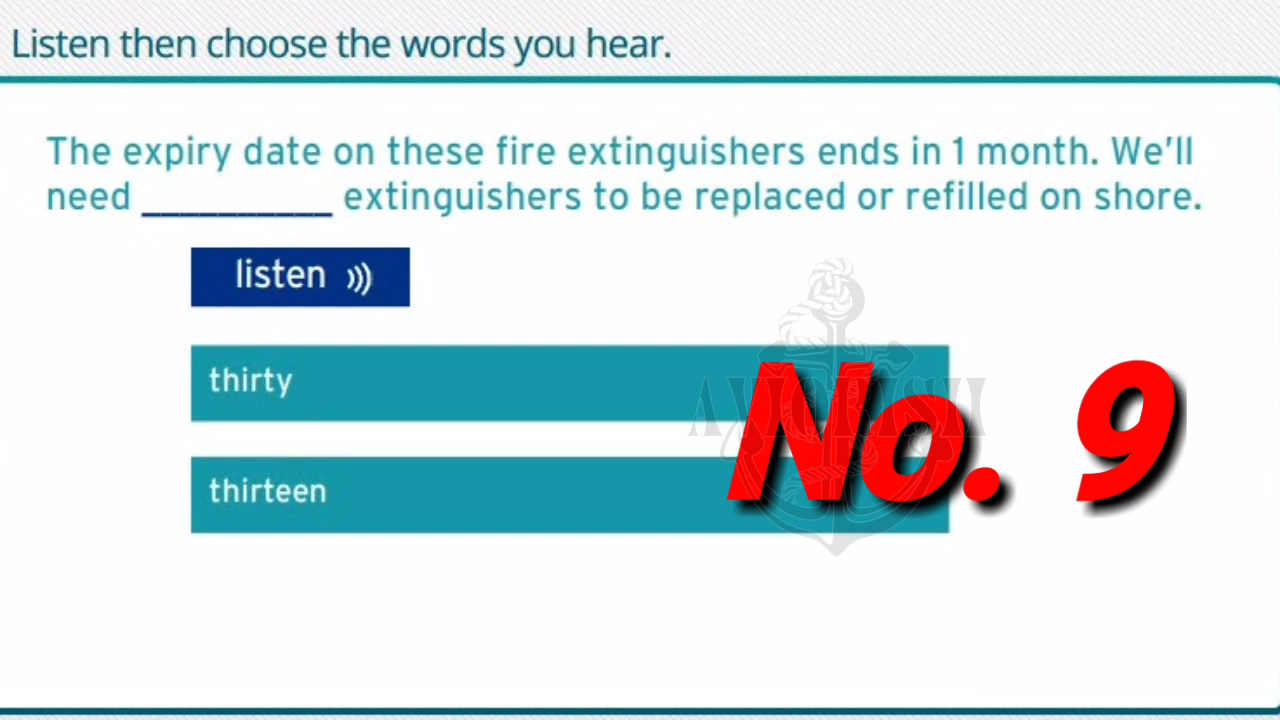 Listen then choose the words you hear.
The expiry date on these fire extinguishers ends in 1 month. We'll
need __________ extinguishers to be replaced or refilled on shore.
listen
thirty
thirteen
No. 9